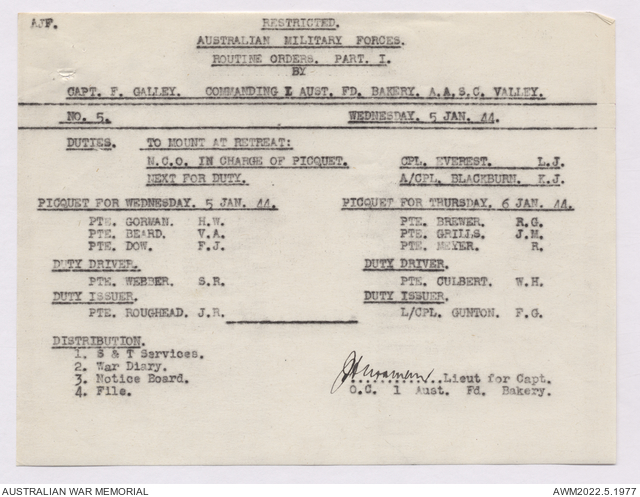 AJF.
RESTRICTED.
AUSTRALIAN MILITARY FORCES.
ROUTINE ORDERS. PART. I.
BY
CAPT. F. GALLEY. COMMANDING I AUST. FD. BAKERY. A.A.S.C. VALLEY.
NO. 5. WEDNESDAY. 5 JAN. 44.
DUTIES. TO MOUNT AT RETREAT:
N.C.O. IN CHARGE OF PICQUET. CPL. EVEREST. L.J.
NEXT FOR DUTY. A/CPL. BLACKBURN. K.J.
PICQUET FOR WEDNESDAY. 5 JAN. 44. PICQUET FOR THURSDAY. 6 JAN. 44.
PTE. GORMAN. H.W. PTE. BREWER. R.G.
PTE. BEARD. V.A. PTE. GRILLS. J.M.
PTE. DOW. F.J. PTE. MEYER. R.
DUTY DRIVER. DUTY DRIVER.
PTE. WEBBER. S.R. PTE. CULBERT. W.H.
DUTY ISSUER. DUTY ISSUER.
PTE. ROUGHEAD. J.R. L/CPL. GUNTON. F.G.
DISTRIBUTION.
1. S & T Services.
2. War Diary.
3. Notice Board. Lieut for Capt.
4. File. O.C. 1 Aust. Fd. Bakery.
AUSTRALIAN WAR MEMORIAL AWM2022.5.1977